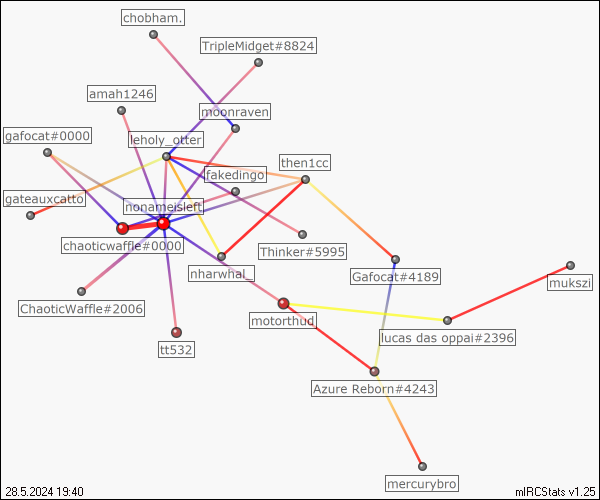 chobham.
TripleMidget#8824
amah1246
moonraven
gafocat#0000
leholy_otter
then1cc
fakedingo
gateauxcatto
nonameisleft
chaoticwaffle#0000
Thinker#5995
nharwhal_
Gafocat#4189
mukszi
ChaoticWaffle#2006
motorthud
lucas das oppai#2396
tt532
Azure Reborn#4243
mercurybro
28.5.2024 19:40
mIRCStats v1.25